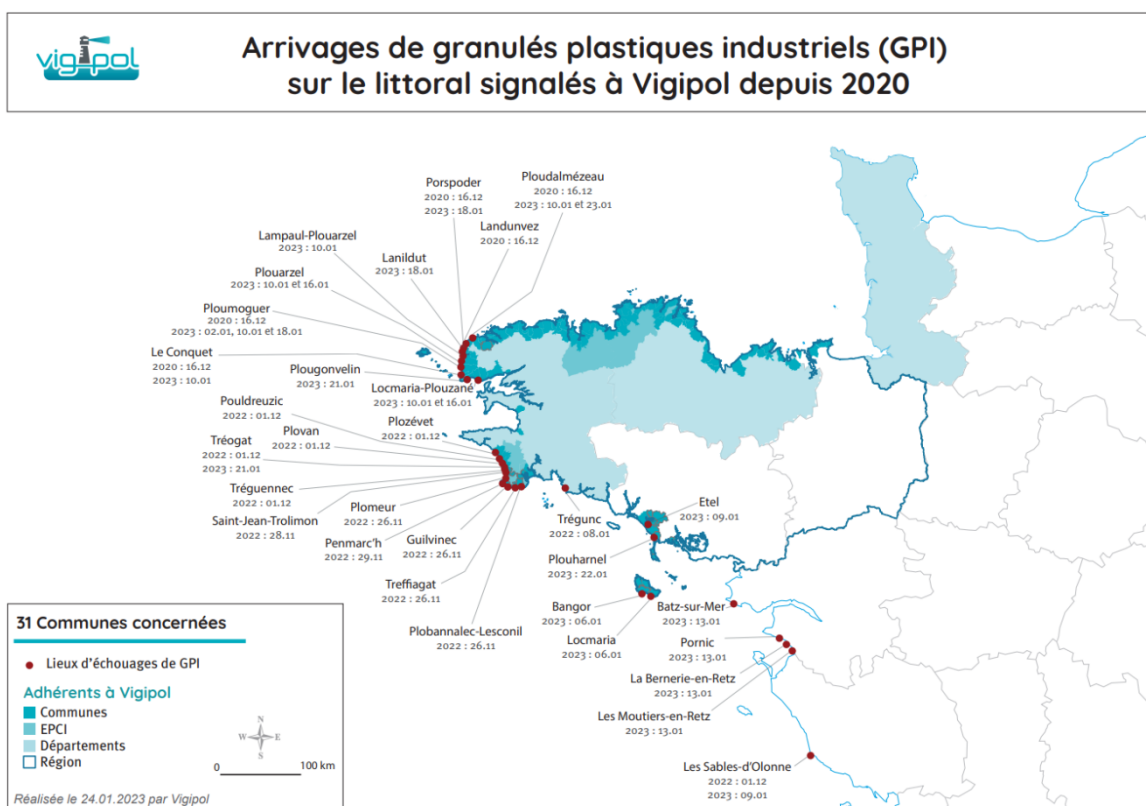 vigipol
Arrivages de granulés plastiques industriels (GPI)
sur le littoral signalés à Vigipol depuis 2020
Porspoder
2020 : 16.12
2023 : 18.01
Ploudalmézeau
2020 : 16.12
2023 : 10.01 et 23.01
Landunvez
2020 : 16.12
Lampaul-Plouarzel
2023 : 10.01
Lanildut
2023 : 18.01
Plouarzel
2023 : 10.01 et 16.01
Ploumoguer
2020 : 16.12
2023 : 02.01, 10.01 et 18.01
Le Conquet
2020 : 16.12
2023 : 10.01
Plougonvelin
2023 : 21.01
Locmaria-Plouzané
2023 : 10.01 et 16.01
Pouldreuzic
2022 : 01.12
Plozévet
2022 : 01.12
Plovan
2022 : 01.12
Tréogat
2022 : 01.12
2023 : 21.01
Tréguennec
2022 : 01.12
Saint-Jean-Trolimon
2022 : 28.11
Plomeur
2022 : 26.11
Penmarc'h
2022 : 29.11
Guilvinec
2022 : 26.11
Treffiagat
2022 : 26.11
Plobannalec-Lesconil
2022 : 26.11
Trégunc
2022 : 08.01
Etel
2023 : 09.01
Plouharnel
2023 : 22.01
Bangor
2023 : 06.01
Locmaria
2023 : 06.01
Batz-sur-Mer
2023 : 13.01
Pornic
2023 : 13.01
La Bernerie-en-Retz
2023 : 13.01
Les Moutiers-en-Retz
2023 : 13.01
Les Sables-d'Olonne
2022 : 01.12
2023 : 09.01
31 Communes concernées
Lieux d'échouages de GPI
Adhérents à Vigipol
Communes
EPCI
Départements
Région
N
W E
S
0 100 km
Réalisée le 24.01.2023 par Vigipol